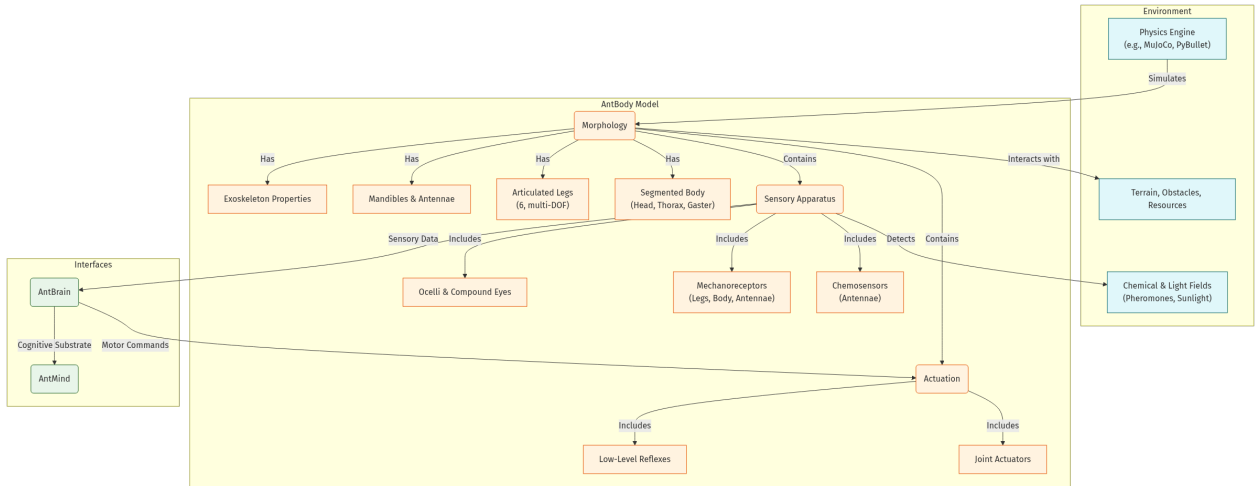 Environment
Physics Engine
(e.g., MuJoCo, PyBullet)
Simulates
AntBody Model
Morphology
Has
Has
Has
Has
Contains
Interacts with
Exoskeleton Properties
Mandibles & Antennae
Articulated Legs
(6, multi-DOF)
Segmented Body
(Head, Thorax, Gaster)
Sensory Apparatus
Terrain, Obstacles,
Resources
Sensory Data
Includes
Includes
Includes
Detects
Contains
Interfaces
AntBrain
Ocelli & Compound Eyes
Mechanoreceptors
(Legs, Body, Antennae)
Chemosensors
(Antennae)
Chemical & Light Fields
(Pheromones, Sunlight)
Cognitive Substrate
Motor Commands
AntMind
Actuation
Includes
Includes
Low-Level Reflexes
Joint Actuators